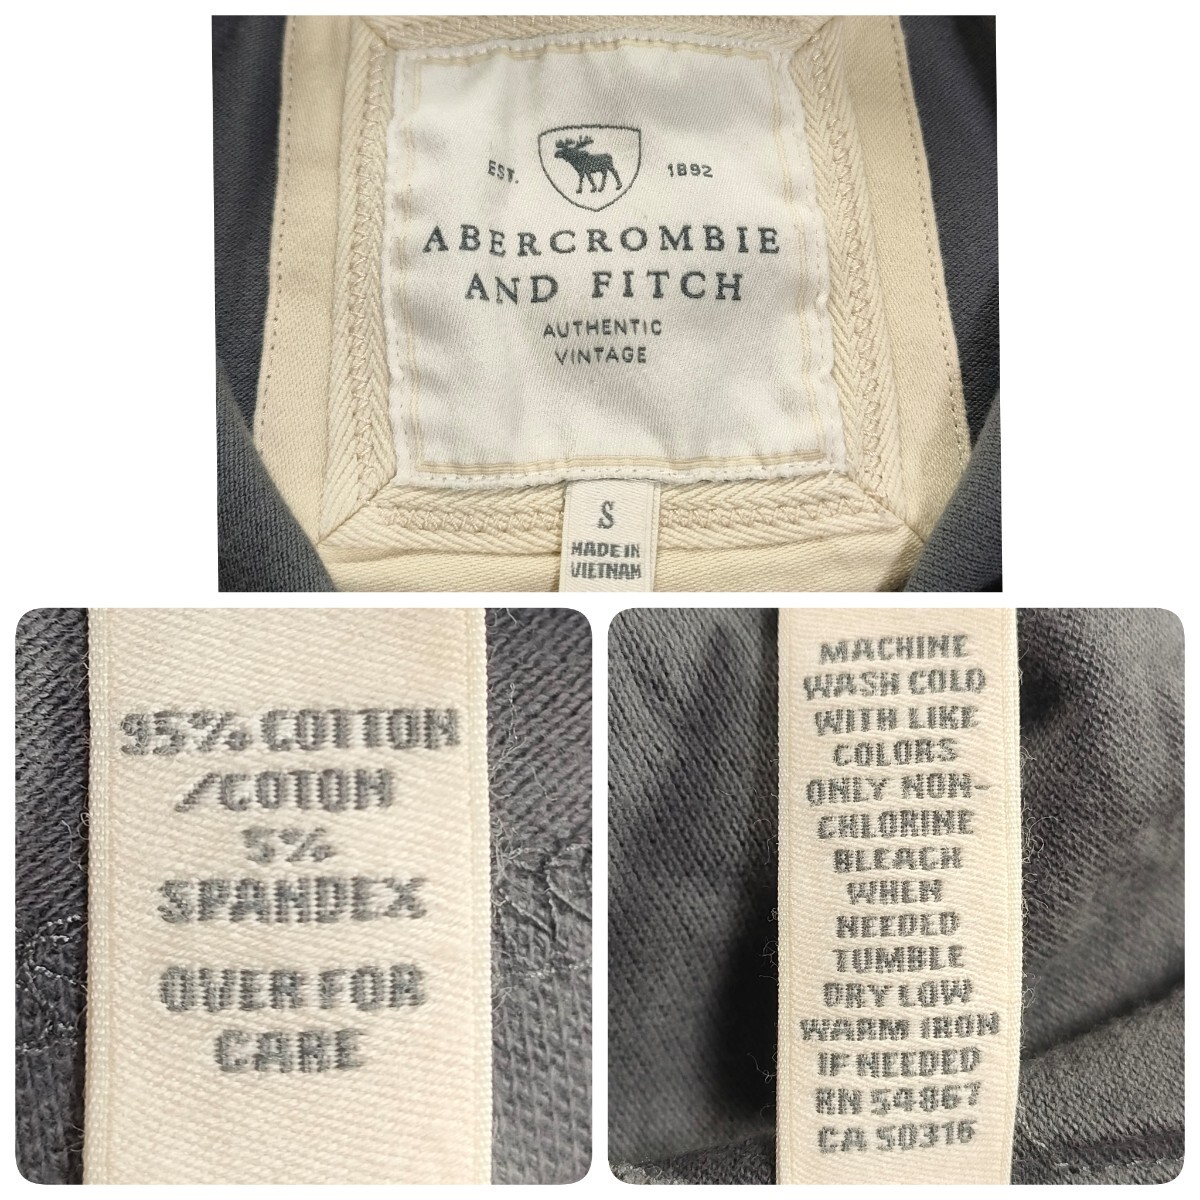 EST. 1892
ABERCROMBIE
AND FITCH
AUTHENTIC
VINTAGE
S
MADE IN
VIETNAM
95% COTTON
/COTON
5%
SPANDEX
OVER FOR
CARE
MACHINE
WASH COLD
WITH LIKE
COLORS
ONLY NON-
CHLORINE
BLEACH
WHEN
NEEDED
TUMBLE
DRY LOW
WARM IRON
IF NEEDED
RN 54867
CA 50316